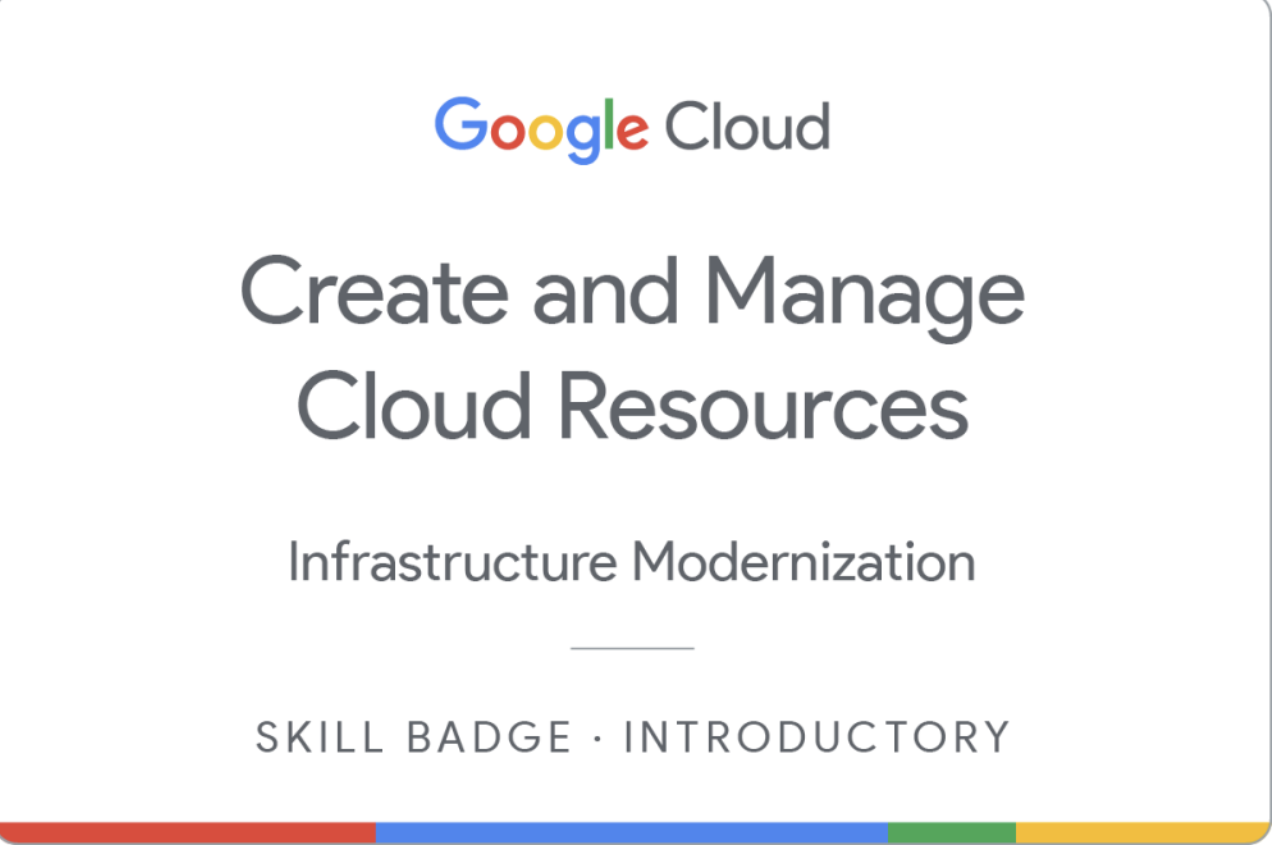 Google Cloud
Create and Manage
Cloud Resources
Infrastructure Modernization
SKILL BADGE · INTRODUCTORY